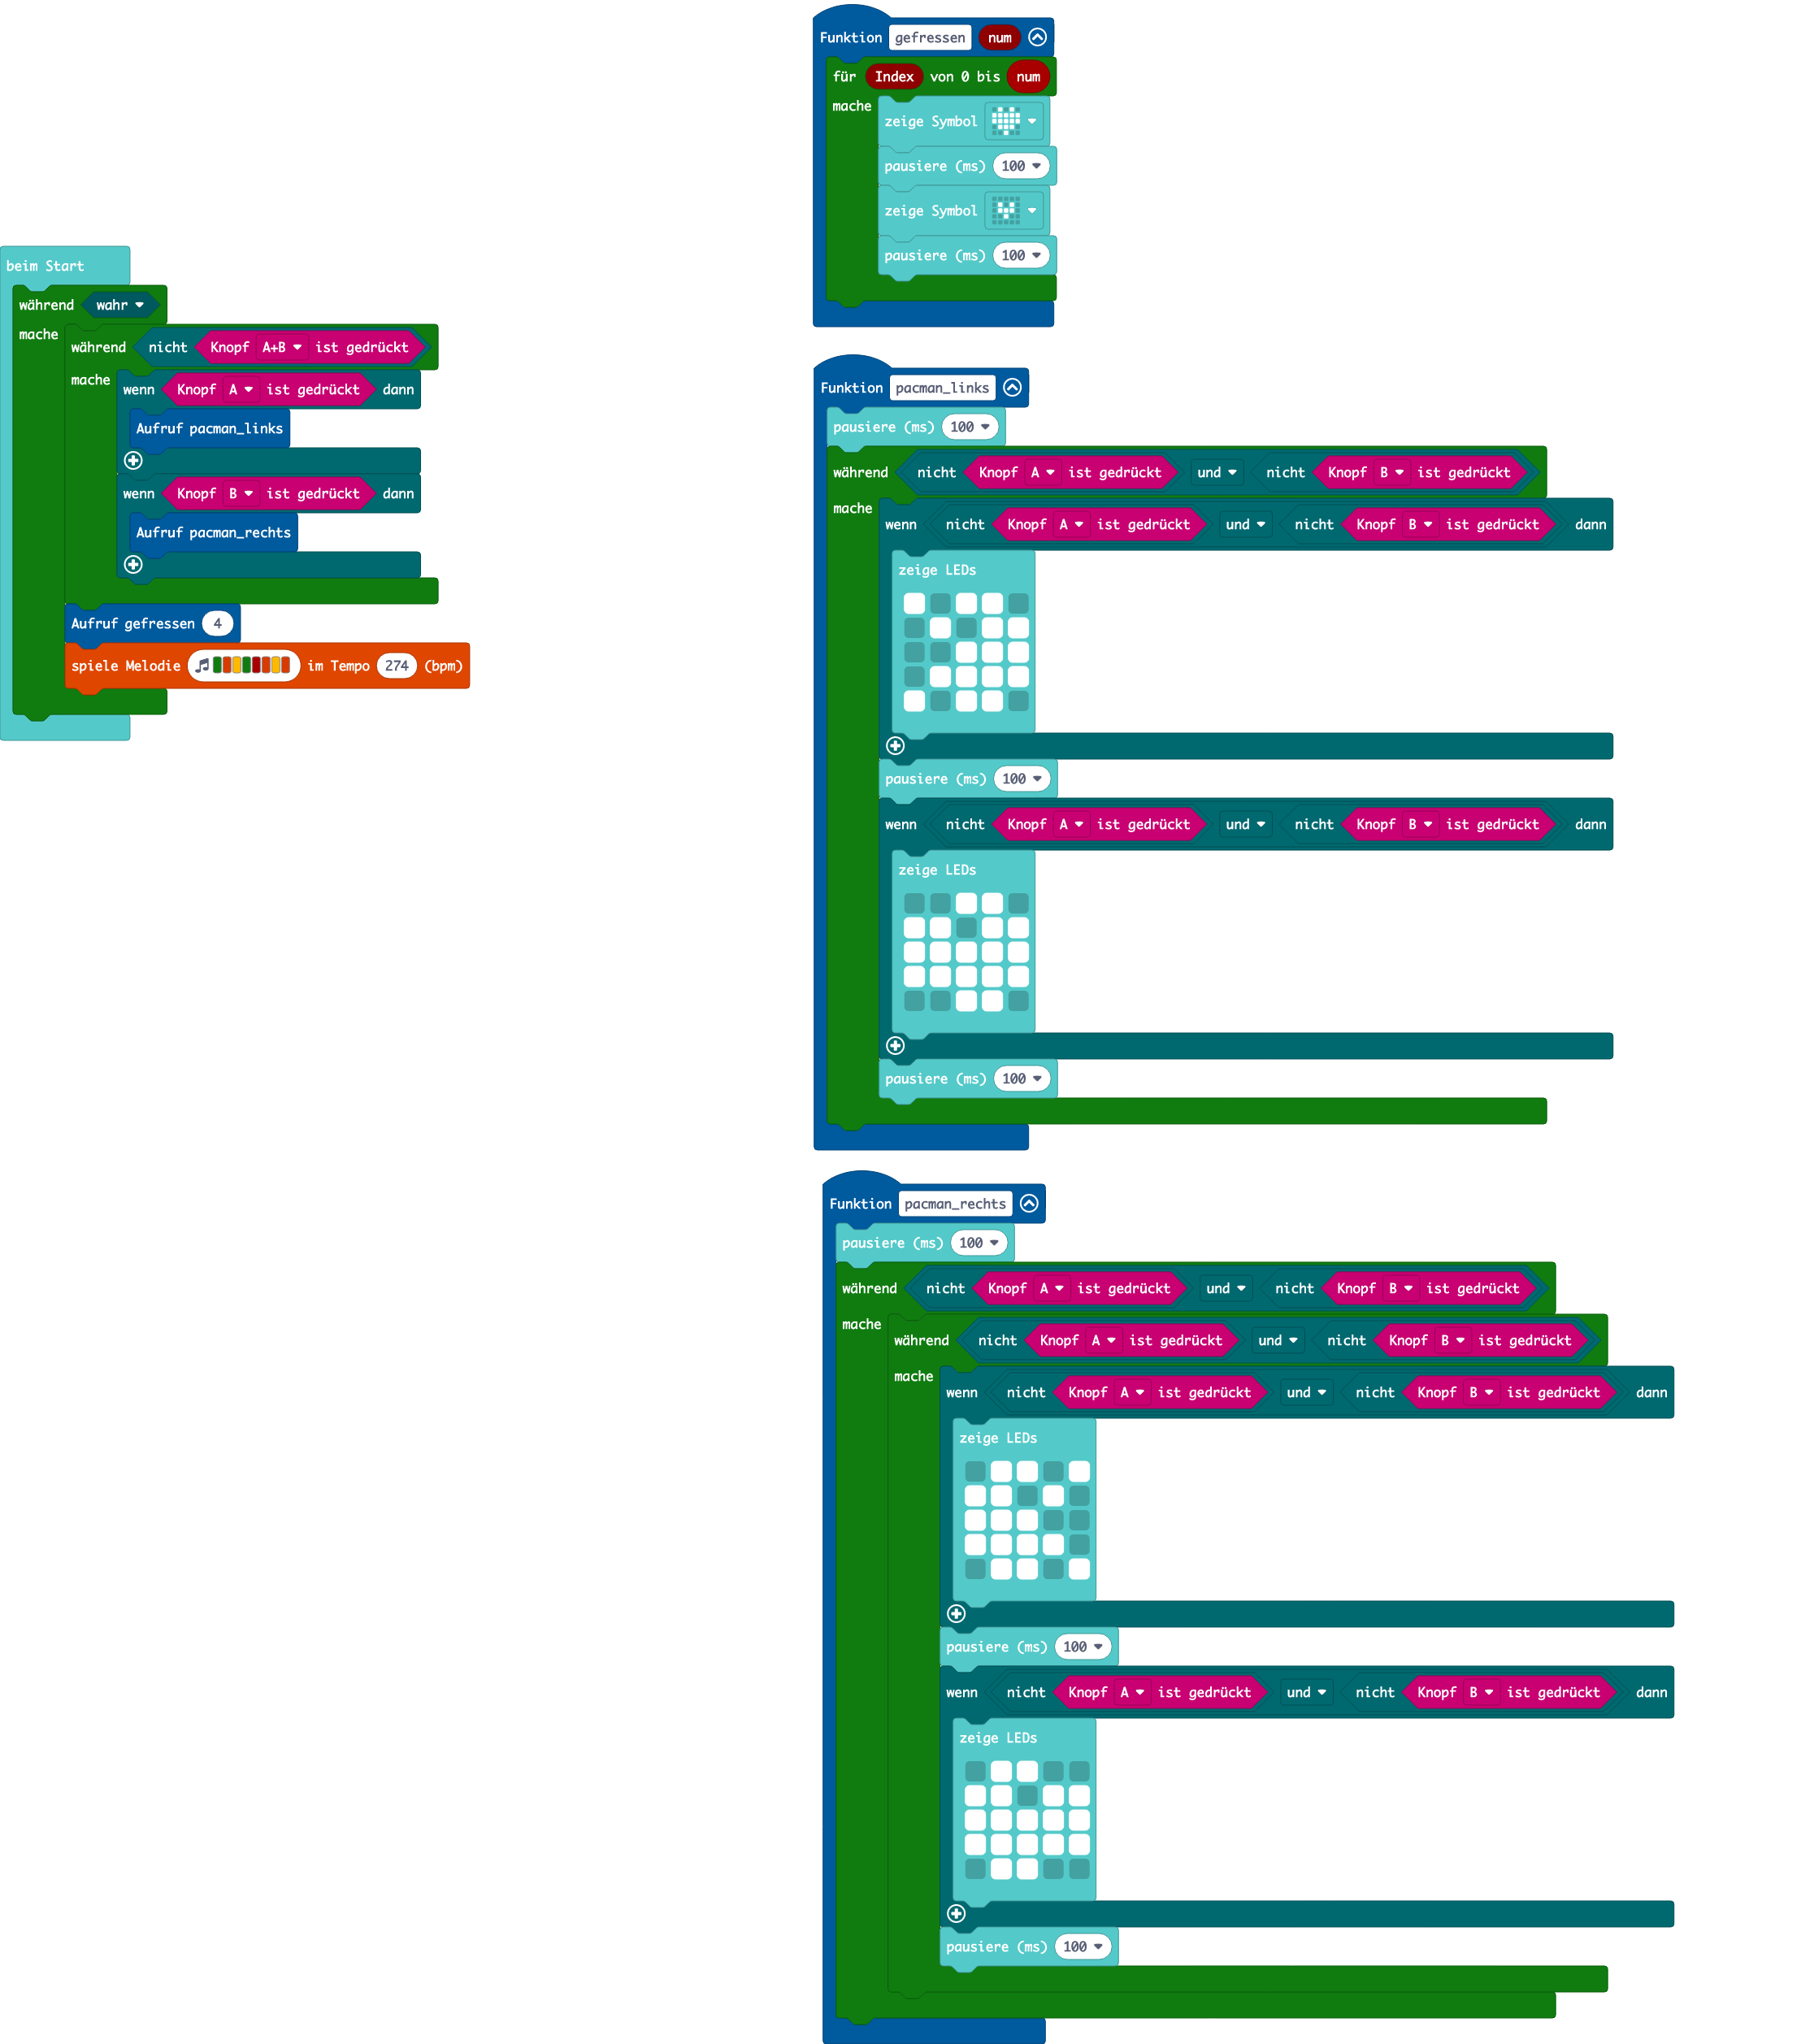 beim Start
während wahr
mache
während nicht Knopf A+B ist gedrückt
mache
wenn Knopf A ist gedrückt dann
Aufruf pacman_links
wenn Knopf B ist gedrückt dann
Aufruf pacman_rechts
Aufruf gefressen 4
spiele Melodie im Tempo 274 (bpm)
Funktion gefressen num
für Index von 0 bis num
mache
zeige Symbol
pausiere (ms) 100
zeige Symbol
pausiere (ms) 100
Funktion pacman_links
pausiere (ms) 100
während nicht Knopf A ist gedrückt und nicht Knopf B ist gedrückt
mache
wenn nicht Knopf A ist gedrückt und nicht Knopf B ist gedrückt dann
zeige LEDs
pausiere (ms) 100
wenn nicht Knopf A ist gedrückt und nicht Knopf B ist gedrückt dann
zeige LEDs
pausiere (ms) 100
Funktion pacman_rechts
pausiere (ms) 100
während nicht Knopf A ist gedrückt und nicht Knopf B ist gedrückt
mache
während nicht Knopf A ist gedrückt und nicht Knopf B ist gedrückt
mache
wenn nicht Knopf A ist gedrückt und nicht Knopf B ist gedrückt dann
zeige LEDs
pausiere (ms) 100
wenn nicht Knopf A ist gedrückt und nicht Knopf B ist gedrückt dann
zeige LEDs
pausiere (ms) 100